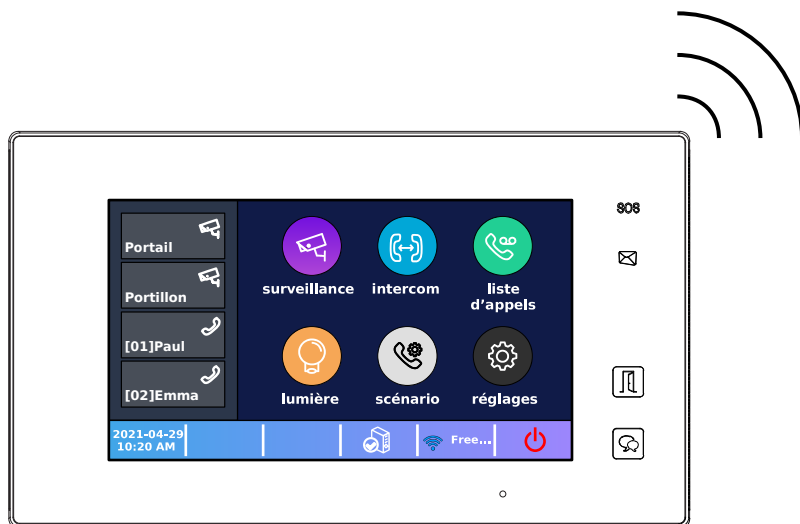 SOS
Portail
Portillon
[01]Paul
[02]Emma
surveillance
intercom
liste
d'appels
lumière
scénario
réglages
2021-04-29
10:20 AM
Free...